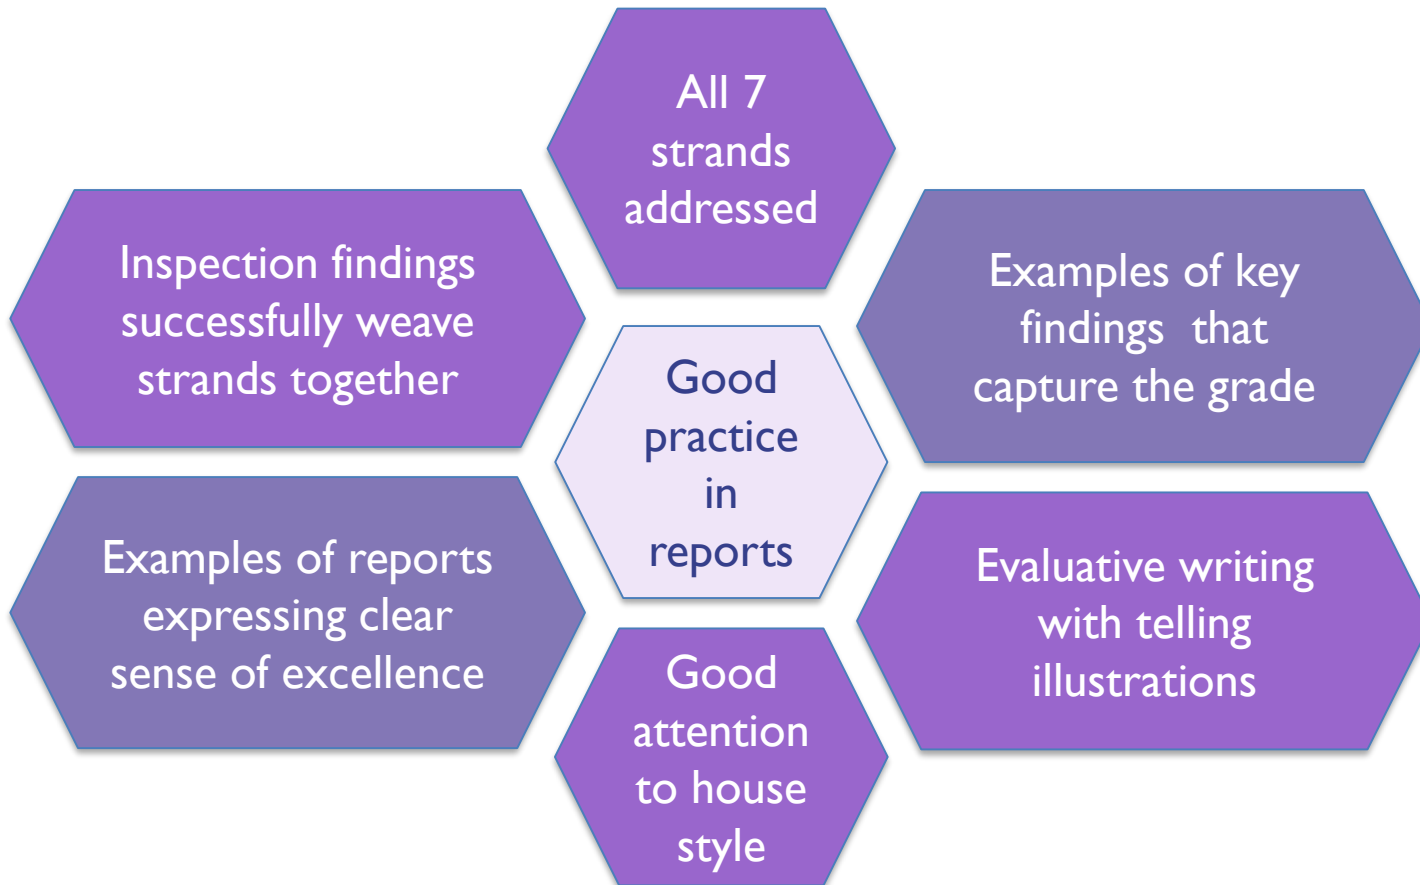 All 7
strands
addressed
Inspection findings
successfully weave
strands together
Examples of key
findings that
capture the grade
Good
practice
in
reports
Examples of reports
expressing clear
sense of excellence
Evaluative writing
with telling
illustrations
Good
attention
to house
style